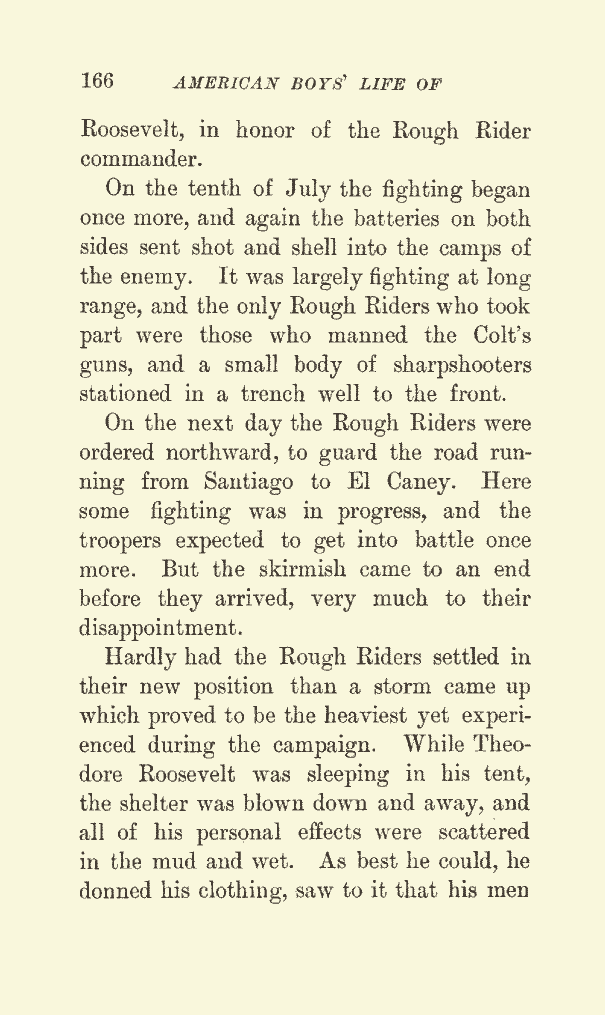 166 AMERICAN BOYS' LIFE OF
Roosevelt, in honor of the Rough Rider
commander.
On the tenth of July the fighting began
once more, and again the batteries on both
sides sent shot and shell into the camps of
the enemy. It was largely fighting at long
range, and the only Rough Riders who took
part were those who manned the Colt's
guns, and a small body of sharpshooters
stationed in a trench well to the front.
On the next day the Rough Riders were
ordered northward, to guard the road run-
ning from Santiago to El Caney. Here
some fighting was in progress, and the
troopers expected to get into battle once
more. But the skirmish came to an end
before they arrived, very much to their
disappointment.
Hardly had the Rough Riders settled in
their new position than a storm came up
which proved to be the heaviest yet experi-
enced during the campaign. While Theo-
dore Roosevelt was sleeping in his tent,
the shelter was blown down and away, and
all of his personal effects were scattered
in the mud and wet. As best he could, he
donned his clothing, saw to it that his men